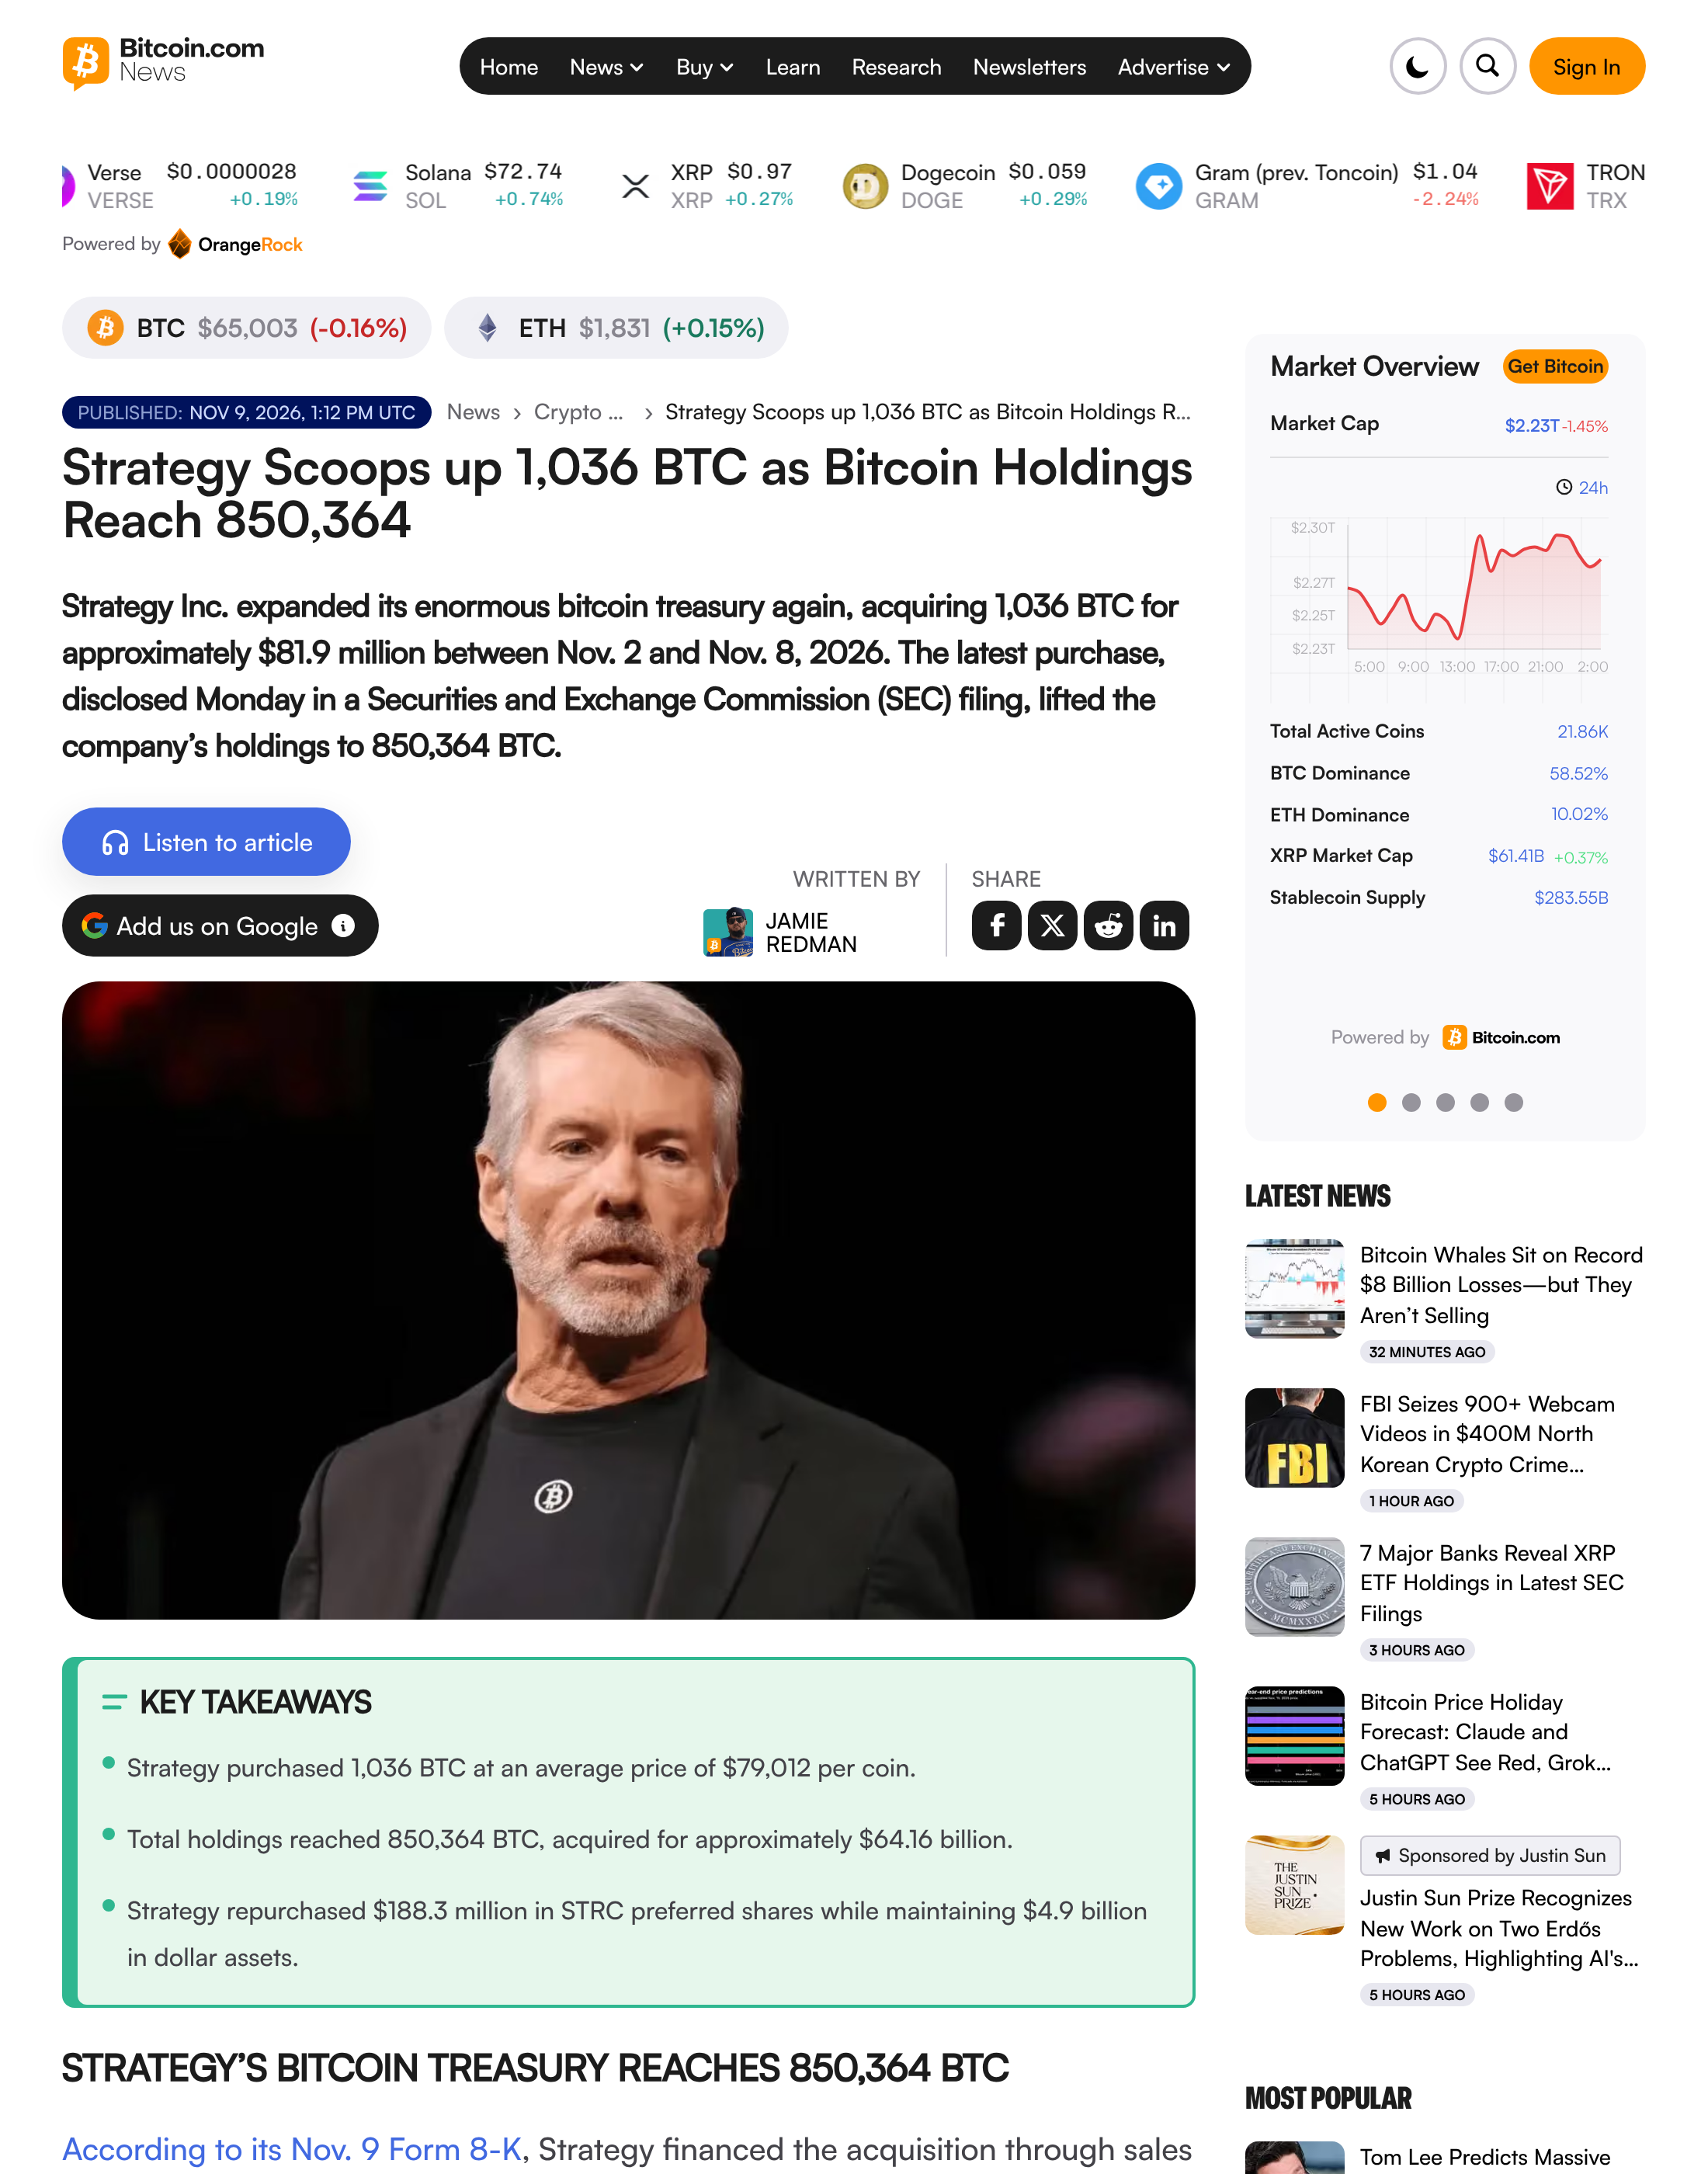 Bitcoin.com
News
Home News Buy Learn Research Newsletters Advertise
Sign In
Verse $0.0000028
VERSE +0.19%
Solana $72.74
SOL +0.74%
XRP $0.97
XRP +0.27%
Dogecoin $0.059
DOGE +0.29%
Gram (prev. Toncoin) $1.04
GRAM -2.24%
TRON
TRX
Powered by OrangeRock
BTC $65,003 (-0.16%)
ETH $1,831 (+0.15%)
PUBLISHED: NOV 9, 2026, 1:12 PM UTC
News › Crypto ... › Strategy Scoops up 1,036 BTC as Bitcoin Holdings R...
Strategy Scoops up 1,036 BTC as Bitcoin Holdings
Reach 850,364
Strategy Inc. expanded its enormous bitcoin treasury again, acquiring 1,036 BTC for
approximately $81.9 million between Nov. 2 and Nov. 8, 2026. The latest purchase,
disclosed Monday in a Securities and Exchange Commission (SEC) filing, lifted the
company’s holdings to 850,364 BTC.
Listen to article
Add us on Google
WRITTEN BY
JAMIE
REDMAN
SHARE
KEY TAKEAWAYS
Strategy purchased 1,036 BTC at an average price of $79,012 per coin.
Total holdings reached 850,364 BTC, acquired for approximately $64.16 billion.
Strategy repurchased $188.3 million in STRC preferred shares while maintaining $4.9 billion
in dollar assets.
STRATEGY’S BITCOIN TREASURY REACHES 850,364 BTC
According to its Nov. 9 Form 8-K, Strategy financed the acquisition through sales
Market Overview
Get Bitcoin
Market Cap $2.23T -1.45%
24h
$2.30T
$2.27T
$2.25T
$2.23T
5:00 9:00 13:00 17:00 21:00 2:00
Total Active Coins 21.86K
BTC Dominance 58.52%
ETH Dominance 10.02%
XRP Market Cap $61.41B +0.37%
Stablecoin Supply $283.55B
Powered by Bitcoin.com
LATEST NEWS
Bitcoin Whales Sit on Record
$8 Billion Losses—but They
Aren’t Selling
32 MINUTES AGO
FBI
FBI Seizes 900+ Webcam
Videos in $400M North
Korean Crypto Crime...
1 HOUR AGO
7 Major Banks Reveal XRP
ETF Holdings in Latest SEC
Filings
3 HOURS AGO
Bitcoin Price Holiday
Forecast: Claude and
ChatGPT See Red, Grok...
5 HOURS AGO
THE
JUSTIN
SUN
PRIZE
Sponsored by Justin Sun
Justin Sun Prize Recognizes
New Work on Two Erdős
Problems, Highlighting AI's...
5 HOURS AGO
MOST POPULAR
Tom Lee Predicts Massive